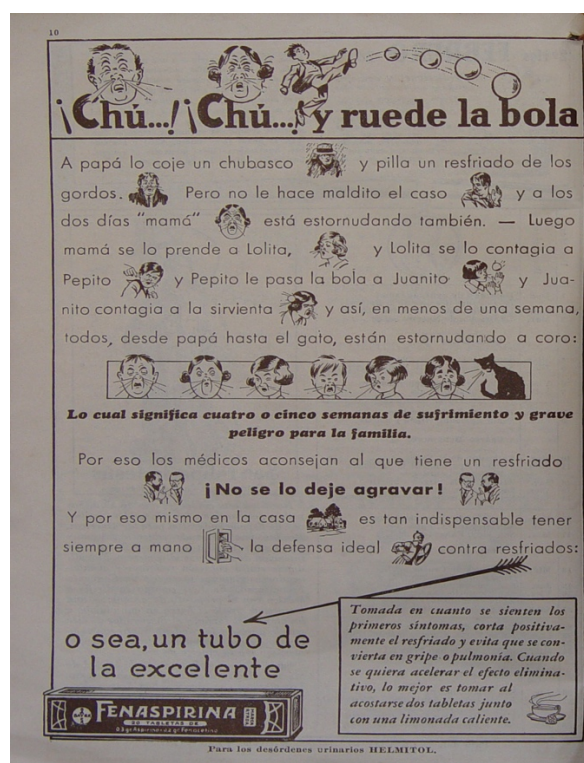 10
¡Chú...! ¡Chú...! y ruede la bola
A papá lo coje un chubasco y pilla un resfriado de los
gordos. Pero no le hace maldito el caso y a los
dos días "mamá" está estornudando también. — Luego
mamá se lo prende a Lolita, y Lolita se lo contagia a
Pepito y Pepito le pasa la bola a Juanito y Jua-
nito contagia a la sirvienta y así, en menos de una semana,
todos, desde papá hasta el gato, están estornudando a coro:
Lo cual significa cuatro o cinco semanas de sufrimiento y grave
peligro para la familia.
Por eso los médicos aconsejan al que tiene un resfriado
¡No se lo deje agravar!
Y por eso mismo en la casa es tan indispensable tener
siempre a mano la defensa ideal contra resfriados:
o sea, un tubo de
la excelente
FENASPIRINA
20 TABLETAS DE
Tomada en cuanto se sienten los
primeros síntomas, corta positiva-
mente el resfriado y evita que se con-
vierta en gripe o pulmonía. Cuando
se quiera acelerar el efecto elimina-
tivo, lo mejor es tomar al
acostarse dos tabletas junto
con una limonada caliente.
Para los desórdenes urinarios HELMITOL.